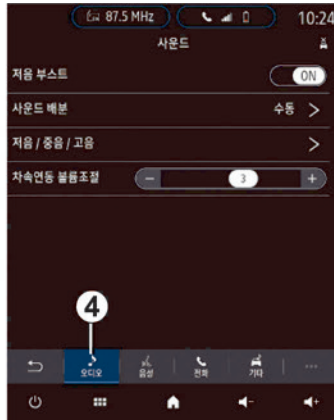 87.5 MHz
10:24
사운드
저음 부스트
ON
사운드 배분
수동 >
저음 / 중음 / 고음
>
차속연동 볼륨조절
− 3 +
4
오디오
음성
전화
기타
...